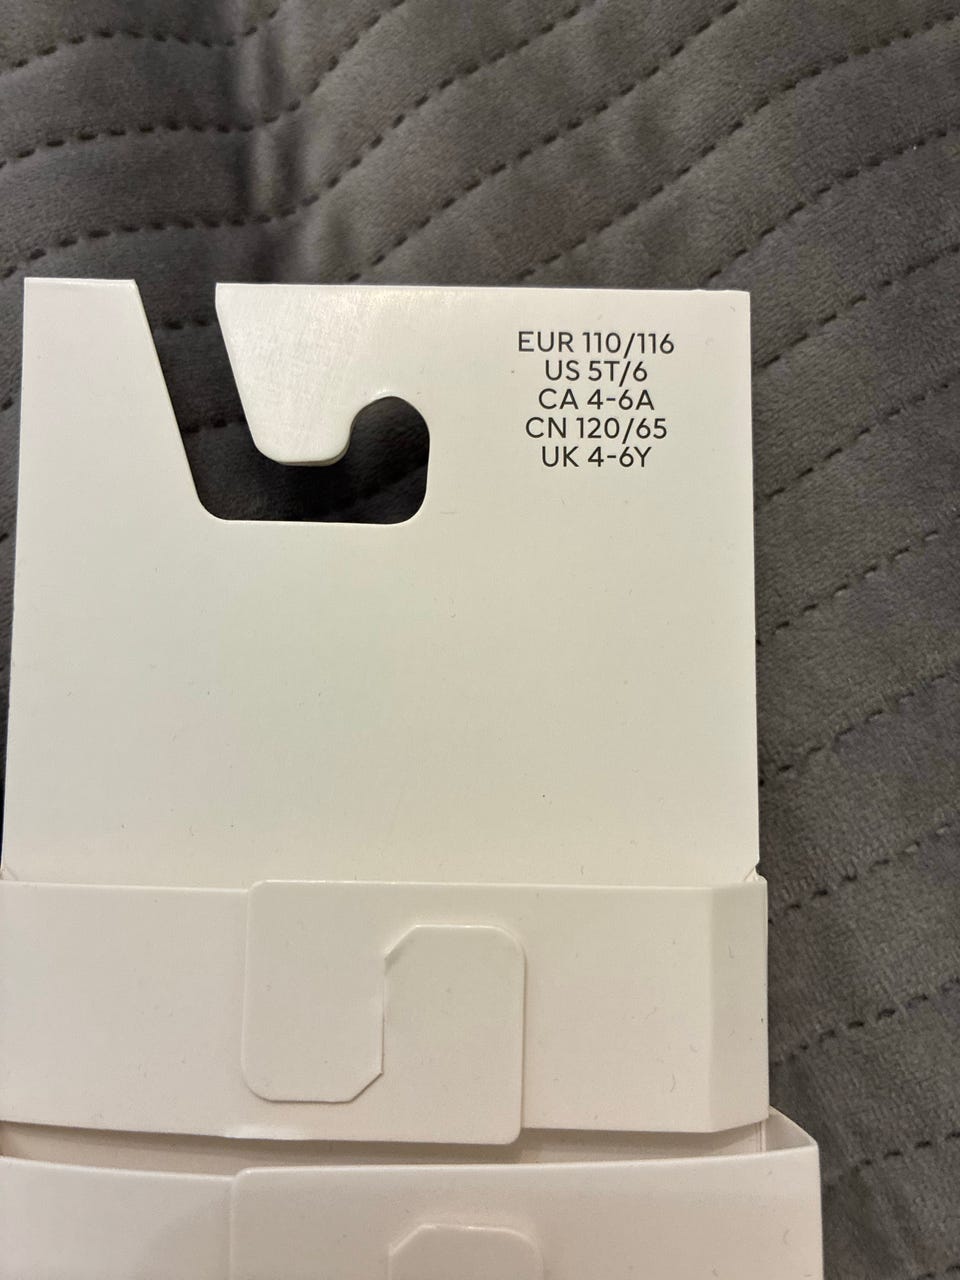 EUR 110/116
US 5T/6
CA 4-6A
CN 120/65
UK 4-6Y